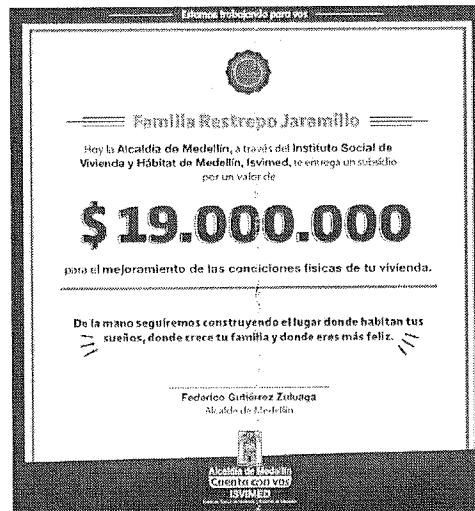 Estamos trabajando para vos
Familia Restrepo Jaramillo
Hoy la Alcaldía de Medellín, a través del Instituto Social de
Vivienda y Hábitat de Medellín, Isvimed, te entrega un subsidio
por un valor de
$ 19.000.000
para el mejoramiento de las condiciones físicas de tu vivienda.
De la mano seguiremos construyendo el lugar donde habitan tus
sueños, donde crece tu familia y donde eres más feliz.
Federico Gutiérrez Zuluaga
Alcalde de Medellín
Alcaldía de Medellín
Cuenta con vos
ISVIMED